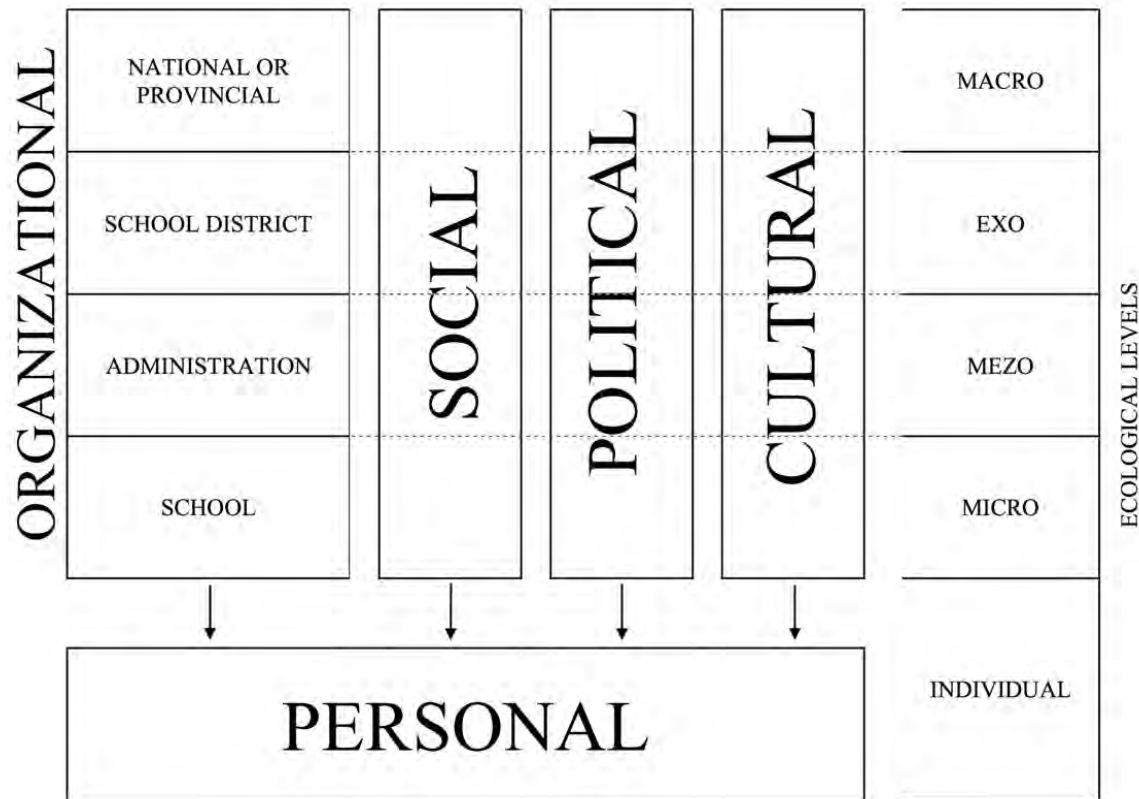 ORGANIZATIONAL
NATIONAL OR
PROVINCIAL
SCHOOL DISTRICT
ADMINISTRATION
SCHOOL
SOCIAL
POLITICAL
CULTURAL
MACRO
EXO
MEZO
MICRO
INDIVIDUAL
ECOLOGICAL LEVELS
PERSONAL